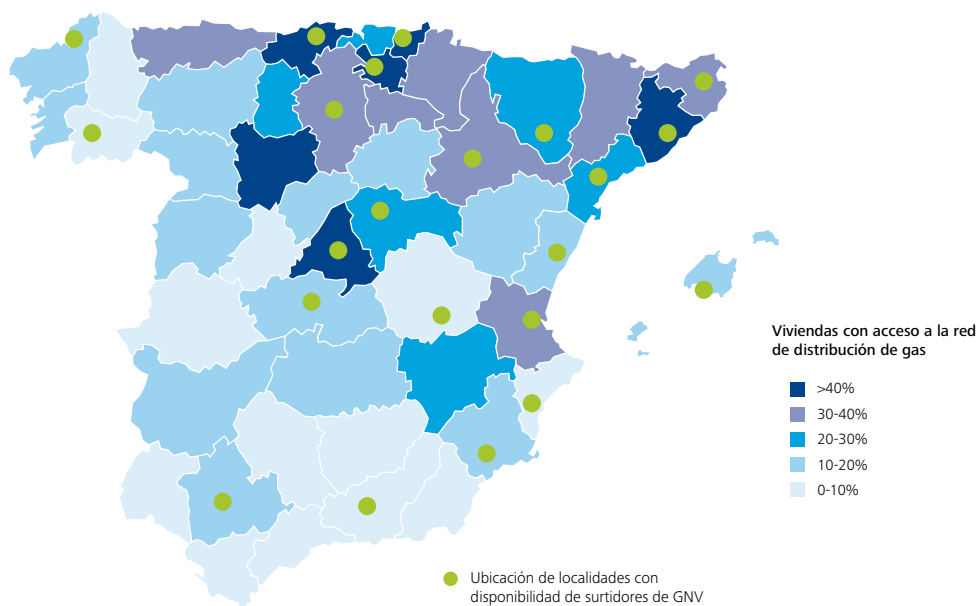 Viviendas con acceso a la red
de distribución de gas
>40%
30-40%
20-30%
10-20%
0-10%
Ubicación de localidades con
disponibilidad de surtidores de GNV